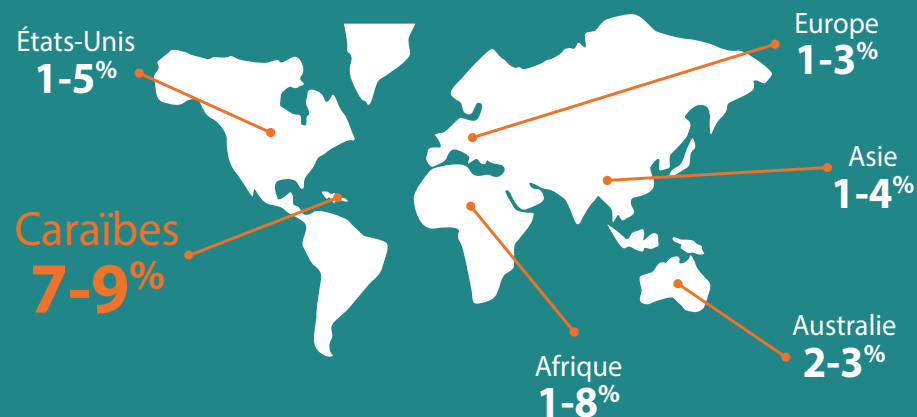 États-Unis
1-5%
Europe
1-3%
Asie
1-4%
Caraïbes
7-9%
Australie
2-3%
Afrique
1-8%